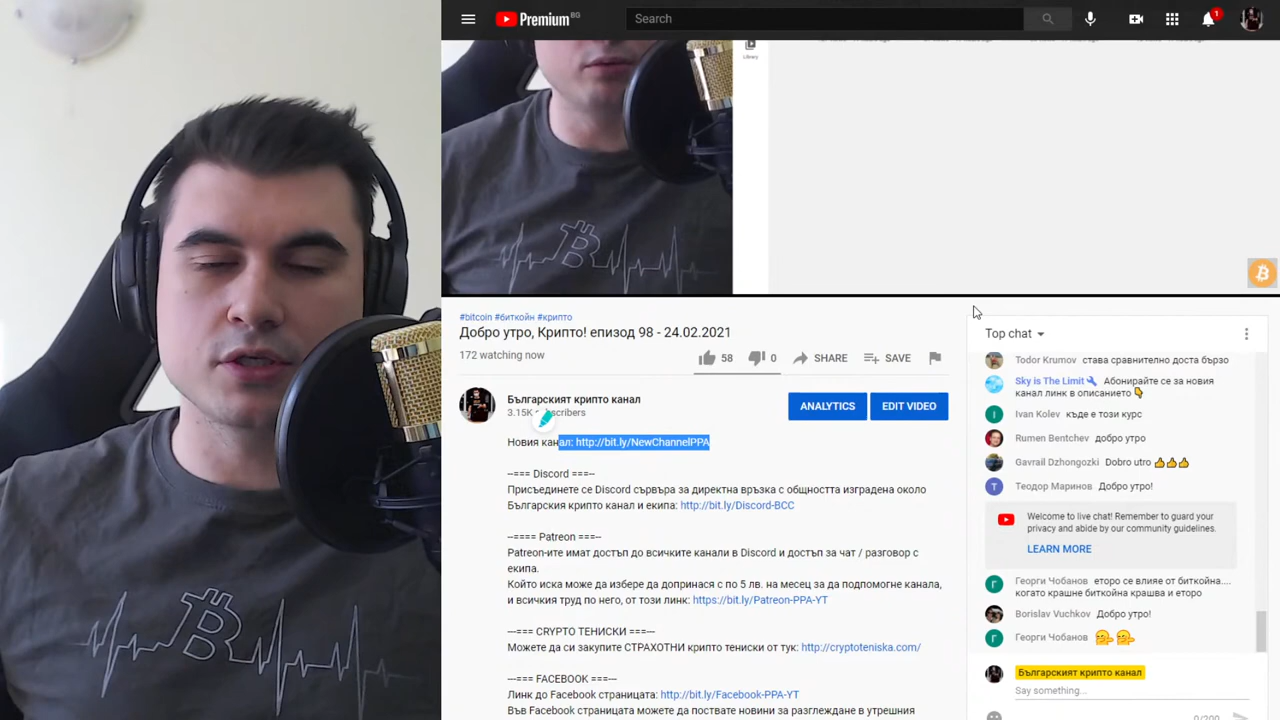 Premium BG
Search
1
Library
#bitcoin #биткойн #крипто
Добро утро, Крипто! епизод 98 - 24.02.2021
172 watching now
58
0
SHARE
SAVE
Българският крипто канал
3.15K subscribers
ANALYTICS
EDIT VIDEO
Новия канал: http://bit.ly/NewChannelPPA
--=== Discord ===--
Присъединете се Discord сървъра за директна връзка с общността изградена около
Българския крипто канал и екипа: http://bit.ly/Discord-BCC
--==== Patreon ===--
Patreon-ите имат достъп до всичките канали в Discord и достъп за чат / разговор с
екипа.
Който иска може да избере да допринася с по 5 лв. на месец за да подпомогне канала,
и всичкия труд по него, от този линк: https://bit.ly/Patreon-PPA-YT
--=== CRYPTO ТЕНИСКИ ===--
Можете да си закупите СТРАХОТНИ крипто тениски от тук: http://cryptoteniska.com/
--=== FACEBOOK ===--
Линк до Facebook страницата: http://bit.ly/Facebook-PPA-YT
Във Facebook страницата можете да поствате новини за разглеждане в утрешния
Top chat
Todor Krumov става сравнително доста бързо
Sky is The Limit Абонирайте се за новия
канал линк в описанието
Ivan Kolev къде е този курс
Rumen Bentchev добро утро
Gavrail Dzhongozki Dobro utro
Теодор Маринов Добро утро!
Welcome to live chat! Remember to guard your
privacy and abide by our community guidelines.
LEARN MORE
Георги Чобанов еторо се влияе от биткойна....
когато крашне биткойна крашва и еторо
Borislav Vuchkov Добро утро!
Георги Чобанов
Българският крипто канал
Say something...
0/200